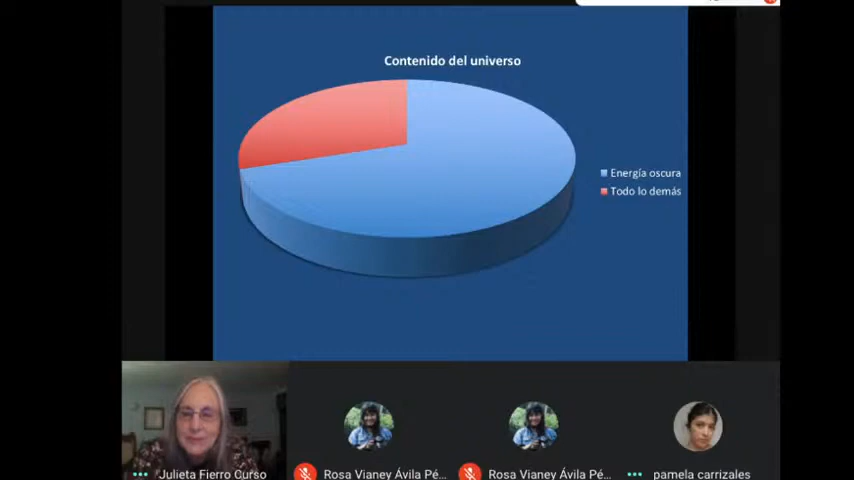 Contenido del universo
Energía oscura
Todo lo demás
Julieta Fierro Curso
Rosa Vianey Ávila Pé...
Rosa Vianey Ávila Pé...
pamela carrizales